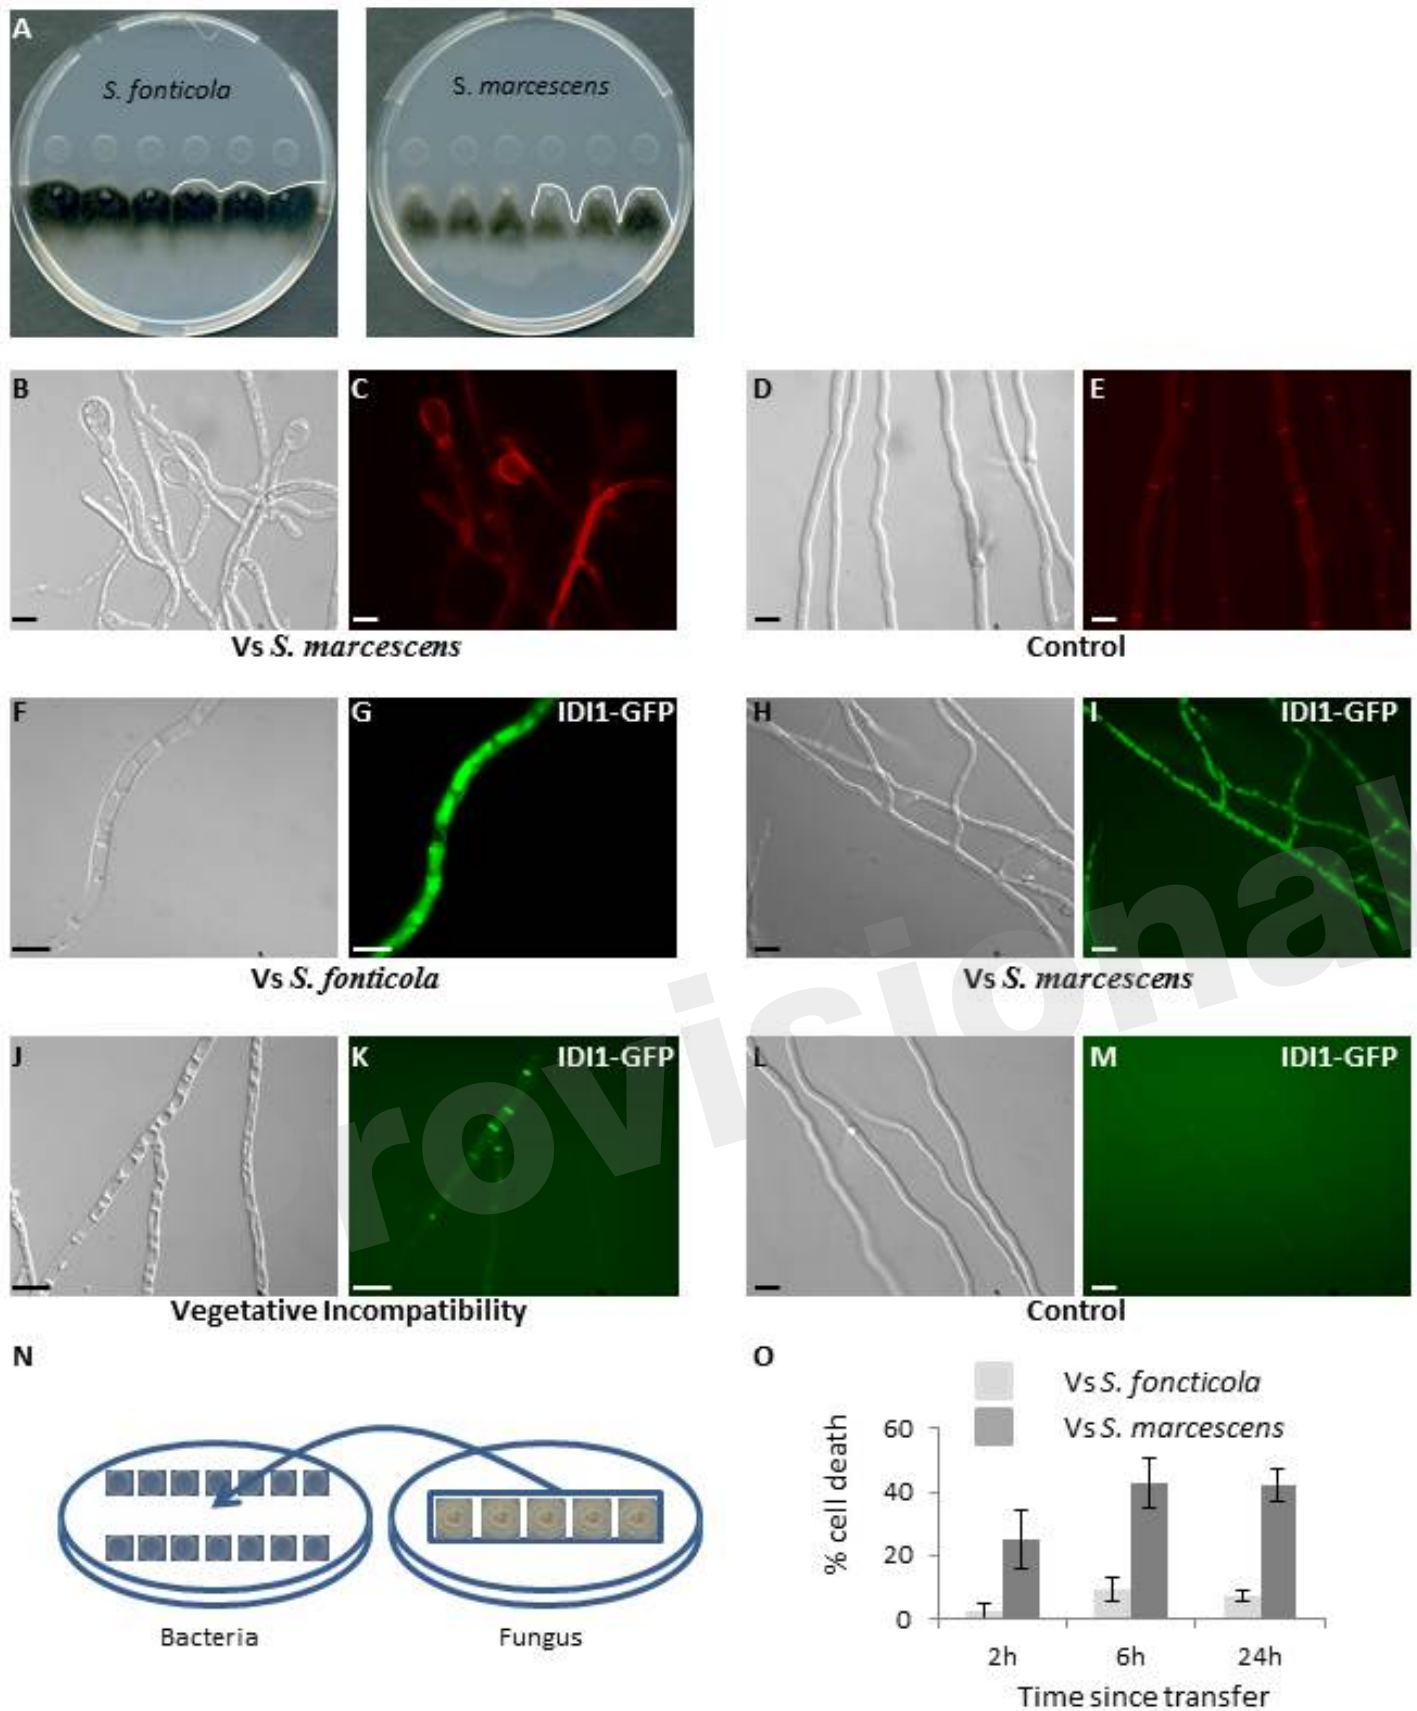 A
S. fonticola
S. marcescens
B
C
D
E
Vs S. marcescens
Control
F
G
IDI1-GFP
H
I
IDI1-GFP
Vs S. fonticola
Vs S. marcescens
J
K
IDI1-GFP
L
M
IDI1-GFP
Vegetative Incompatibility
Control
N
O
Bacteria
Fungus
Vs S. foncticola
Vs S. marcescens
% cell death
60
40
20
0
2h
6h
24h
Time since transfer
rovisional